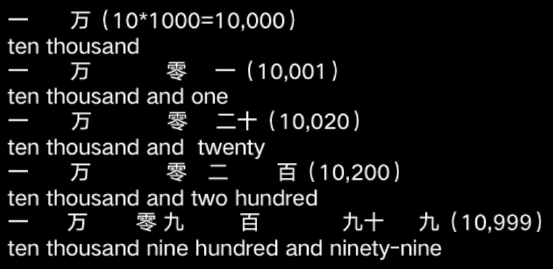 一 万（10*1000=10,000）
ten thousand
一 万 零 一（10,001）
ten thousand and one
一 万 零 二十（10,020）
ten thousand and twenty
一 万 零 二 百（10,200）
ten thousand and two hundred
一 万 零九 百 九十 九（10,999）
ten thousand nine hundred and ninety-nine